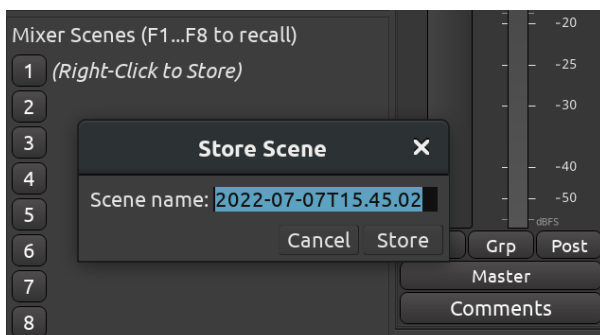 Mixer Scenes (F1...F8 to recall)
1 (Right-Click to Store)
2
3
4
5
6
7
8
Store Scene
Scene name: 2022-07-07T15.45.02
Cancel Store
-20
-25
-30
-40
-50
dBFS
Grp Post
Master
Comments